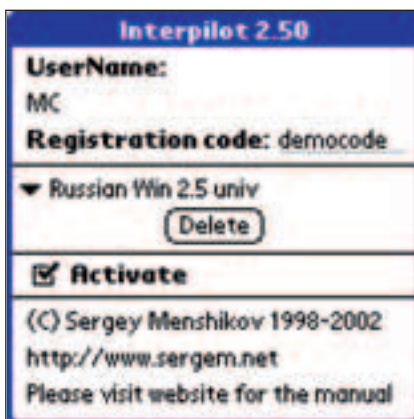 Interpilot 2.50
UserName:
MC
Registration code: democode
Russian Win 2.5 univ
Delete
Activate
(C) Sergey Menshikov 1998-2002
http://www.sergem.net
Please visit website for the manual